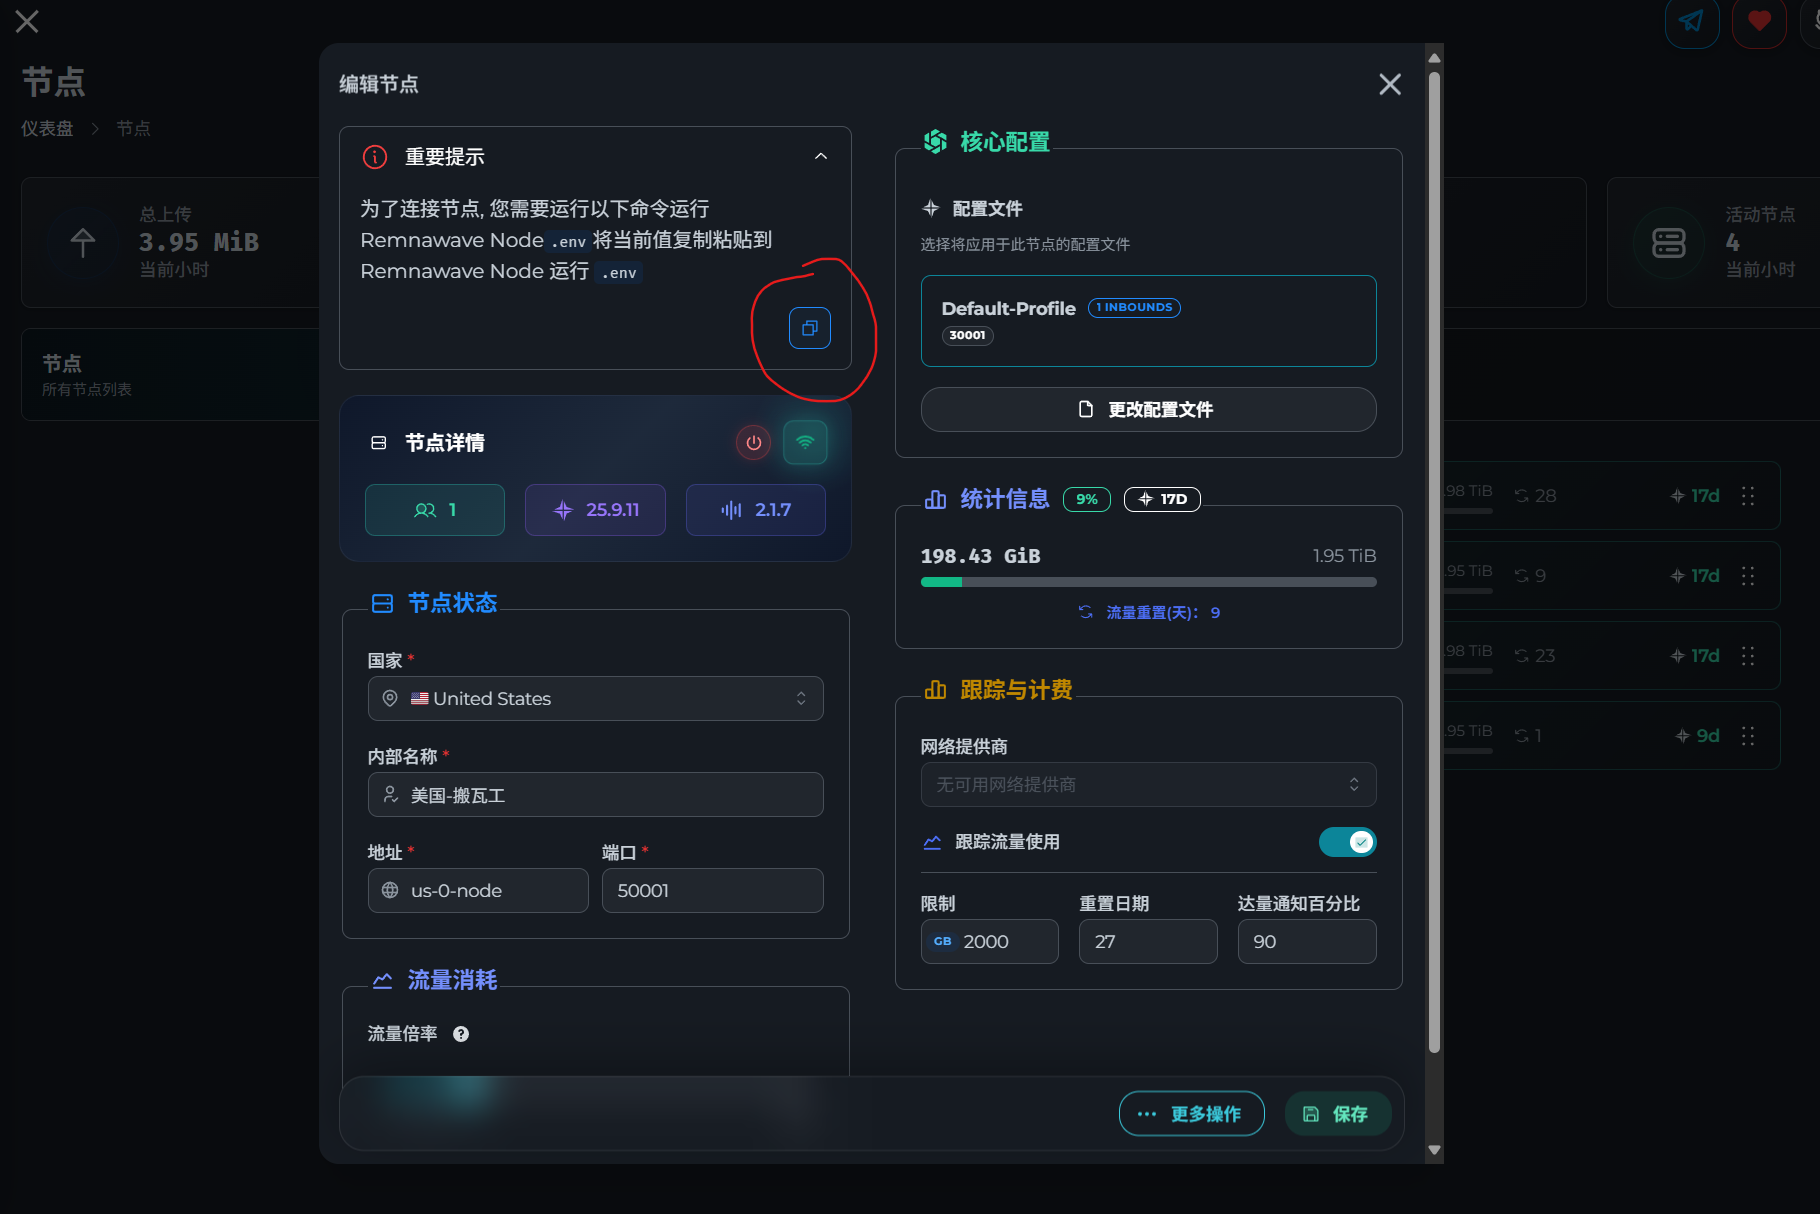 节点
仪表盘 > 节点
总上传
3.95 MiB
当前小时
活动节点
4
当前小时
节点
所有节点列表
编辑节点
重要提示
为了连接节点, 您需要运行以下命令运行
Remnawave Node .env 将当前值复制粘贴到
Remnawave Node 运行 .env
节点详情
1
25.9.11
2.1.7
节点状态
国家 *
United States
内部名称 *
美国-搬瓦工
地址 *
端口 *
us-0-node
50001
流量消耗
流量倍率
核心配置
配置文件
选择将应用于此节点的配置文件
Default-Profile 1 INBOUNDS
30001
更改配置文件
统计信息 9% 17D
198.43 GiB 1.95 TiB
流量重置(天)： 9
跟踪与计费
网络提供商
无可用网络提供商
跟踪流量使用
限制 重置日期 达量通知百分比
GB 2000 27 90
更多操作 保存
.98 TiB 28 17d
.95 TiB 9 17d
.98 TiB 23 17d
.95 TiB 1 9d